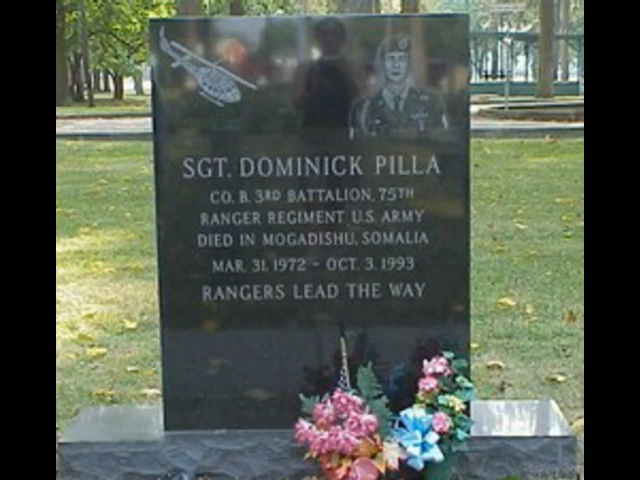 SGT. DOMINICK PILLA
CO. B. 3RD BATTALION, 75TH
RANGER REGIMENT U.S. ARMY
DIED IN MOGADISHU, SOMALIA
MAR. 31, 1972 - OCT. 3, 1993
RANGERS LEAD THE WAY